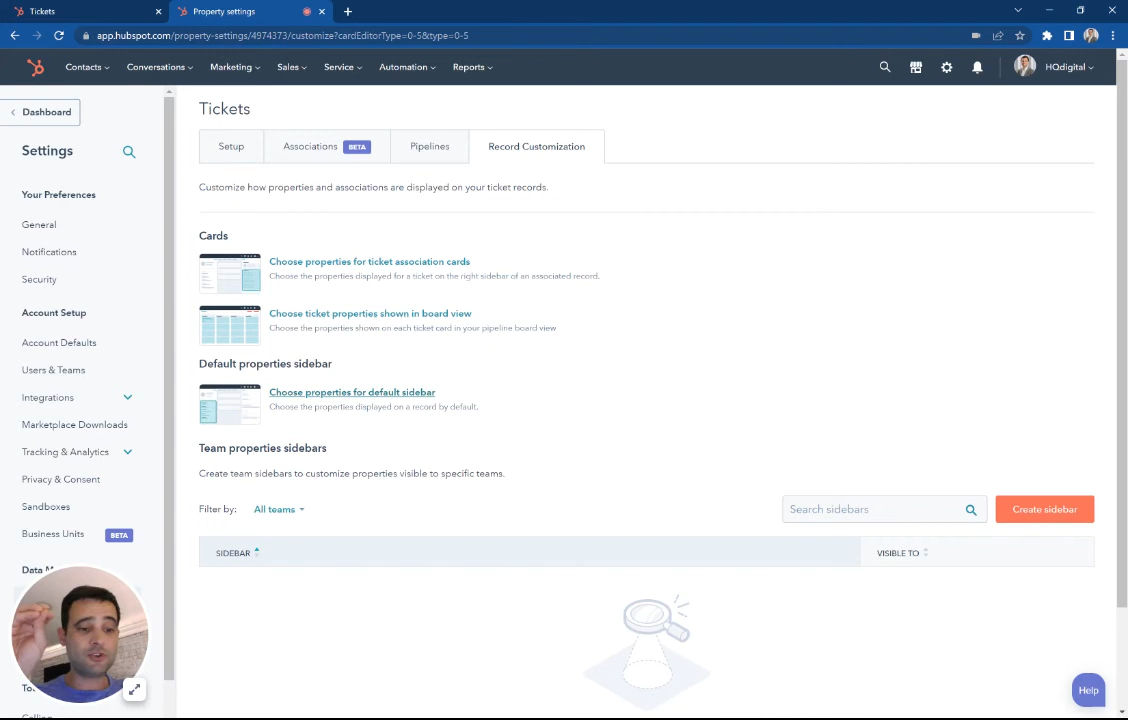 Tickets
Property settings
app.hubspot.com/property-settings/4974373/customize?cardEditorType=0-5&type=0-5
Contacts
Conversations
Marketing
Sales
Service
Automation
Reports
HQdigital
Dashboard
Settings
Your Preferences
General
Notifications
Security
Account Setup
Account Defaults
Users & Teams
Integrations
Marketplace Downloads
Tracking & Analytics
Privacy & Consent
Sandboxes
Business Units BETA
Data M
Tickets
Setup
Associations BETA
Pipelines
Record Customization
Customize how properties and associations are displayed on your ticket records.
Cards
Choose properties for ticket association cards
Choose the properties displayed for a ticket on the right sidebar of an associated record.
Choose ticket properties shown in board view
Choose the properties shown on each ticket card in your pipeline board view
Default properties sidebar
Choose properties for default sidebar
Choose the properties displayed on a record by default.
Team properties sidebars
Create team sidebars to customize properties visible to specific teams.
Filter by: All teams
Search sidebars
Create sidebar
SIDEBAR
VISIBLE TO
Help